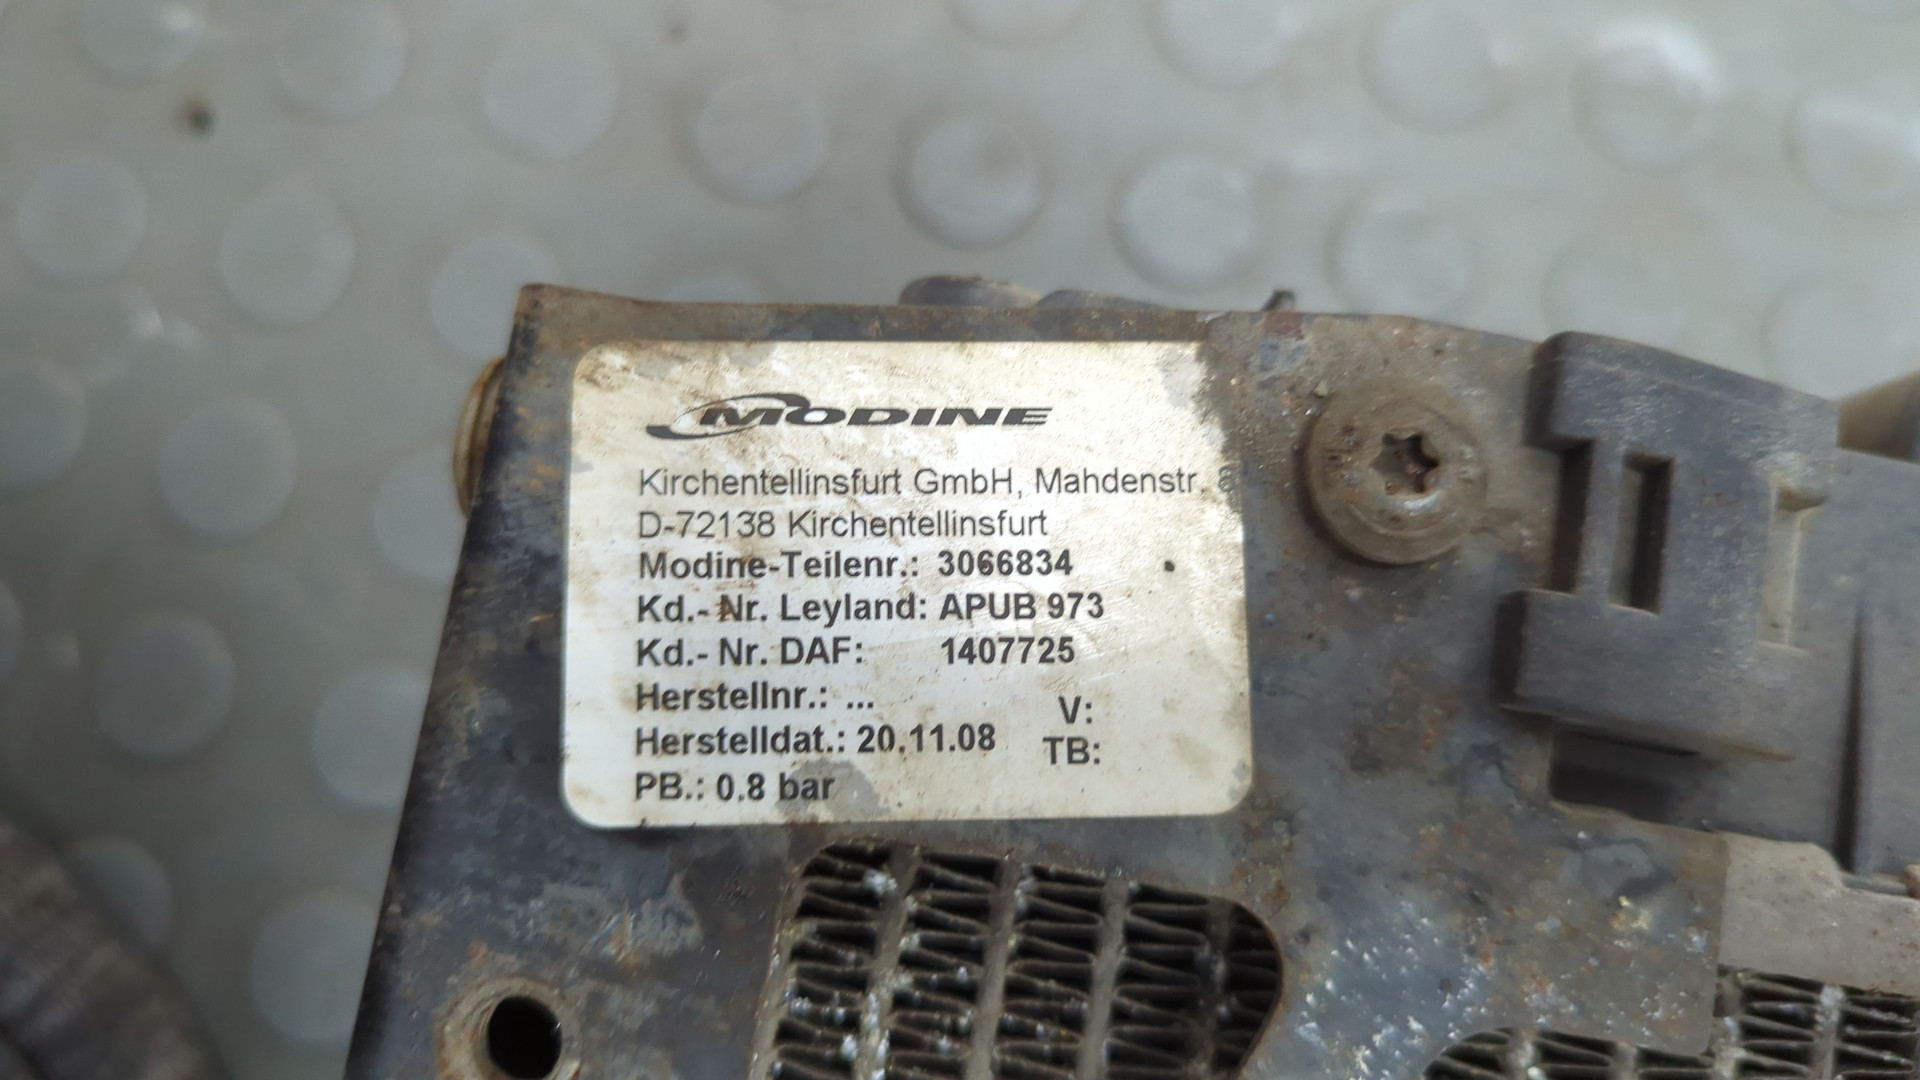 MODINE
Kirchentellinsfurt GmbH, Mahdenstr.
D-72138 Kirchentellinsfurt
Modine-Teilenr.: 3066834
Kd.- Nr. Leyland: APUB 973
Kd.- Nr. DAF: 1407725
Herstellnr.: ...
V:
Herstelldat.: 20.11.08
TB:
PB.: 0.8 bar